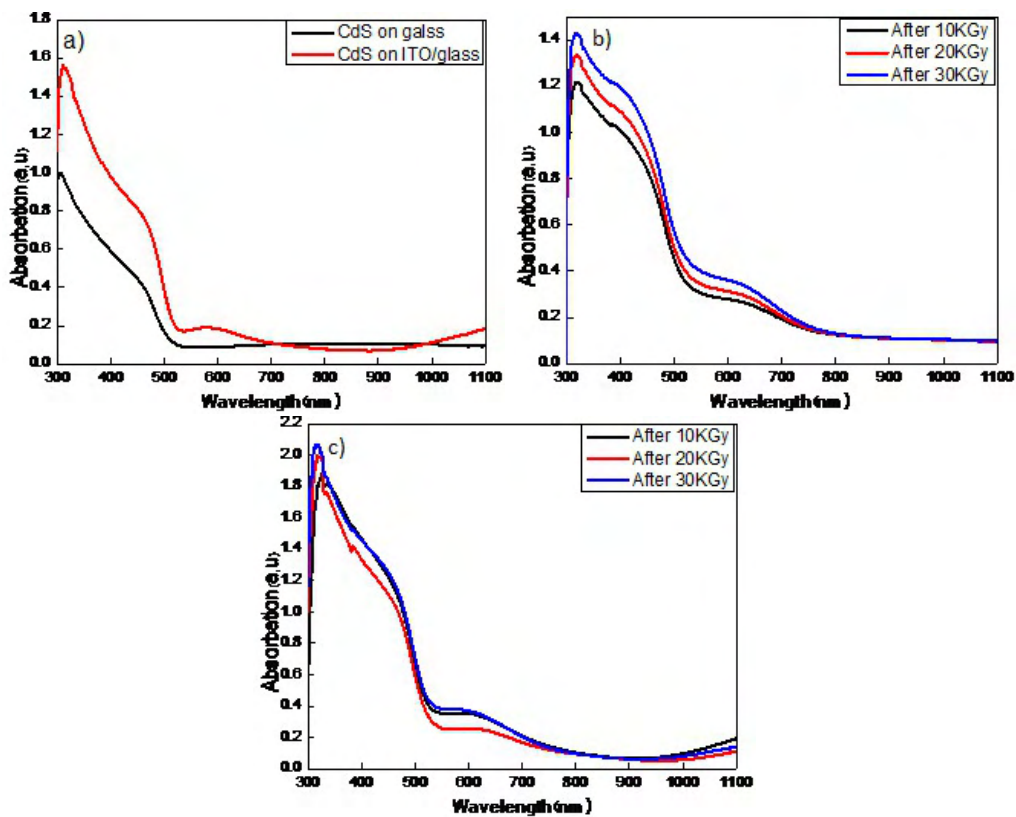 a)
CdS on galss
CdS on ITO/glass
1.8
1.6
1.4
1.2
1.0
0.8
0.6
0.4
0.2
0.0
Absorbetion(a,u)
300 400 500 600 700 800 900 1000 1100
Wavelength(nm)
b)
After 10KGy
After 20KGy
After 30KGy
1.4
1.2
1.0
0.8
0.6
0.4
0.2
0.0
Absorbetion(a,u)
300 400 500 600 700 800 900 1000 1100
Wavelength(nm)
c)
After 10KGy
After 20KGy
After 30KGy
2.2
2.0
1.8
1.6
1.4
1.2
1.0
0.8
0.6
0.4
0.2
0.0
Absorbetion(a,u)
300 400 500 600 700 800 900 1000 1100
Wavelength(nm)